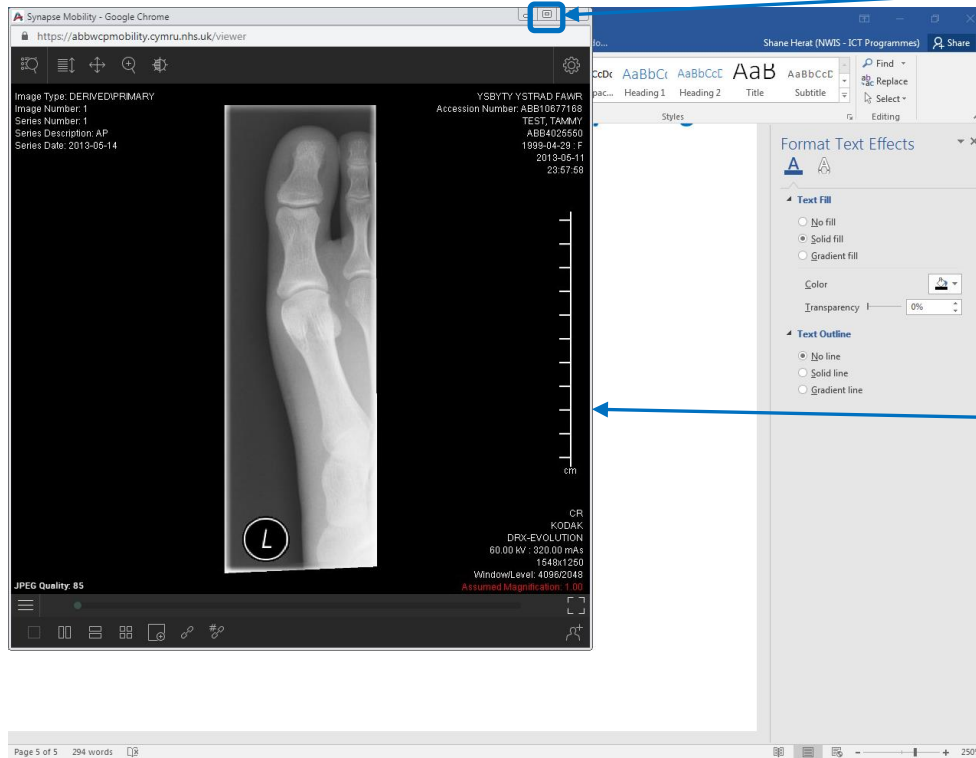 Synapse Mobility - Google Chrome
https://abbwcpmobility.cymru.nhs.uk/viewer
Image Type: DERIVED\PRIMARY
Image Number: 1
Series Number: 1
Series Description: AP
Series Date: 2013-05-14
YSBYTY YSTRAD FAWR
Accession Number: ABB10677168
TEST, TAMMY
ABB4025550
1999-04-29 : F
2013-05-11
23:57:58
cm
L
CR
KODAK
DRX-EVOLUTION
60.00 kV : 320.00 mAs
1548x1250
Window/Level: 4096/2048
Assumed Magnification: 1.00
JPEG Quality: 85
Shane Herat (NWIS - ICT Programmes) Share
CcDc AaBbCc AaBbCcD AaB AaBbCcD
pac... Heading 1 Heading 2 Title Subtitle
Styles
Find
Replace
Select
Editing
Format Text Effects
A A
Text Fill
No fill
Solid fill
Gradient fill
Color
Transparency 0%
Text Outline
No line
Solid line
Gradient line
Page 5 of 5 294 words